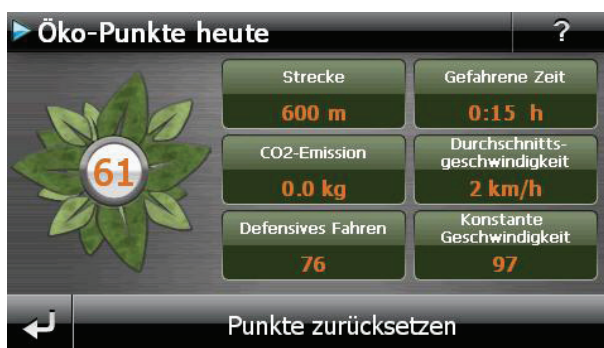 Öko-Punkte heute
?
61
Strecke
600 m
Gefahrene Zeit
0:15 h
CO2-Emission
0.0 kg
Durchschnitts-
geschwindigkeit
2 km/h
Defensives Fahren
76
Konstante
Geschwindigkeit
97
Punkte zurücksetzen